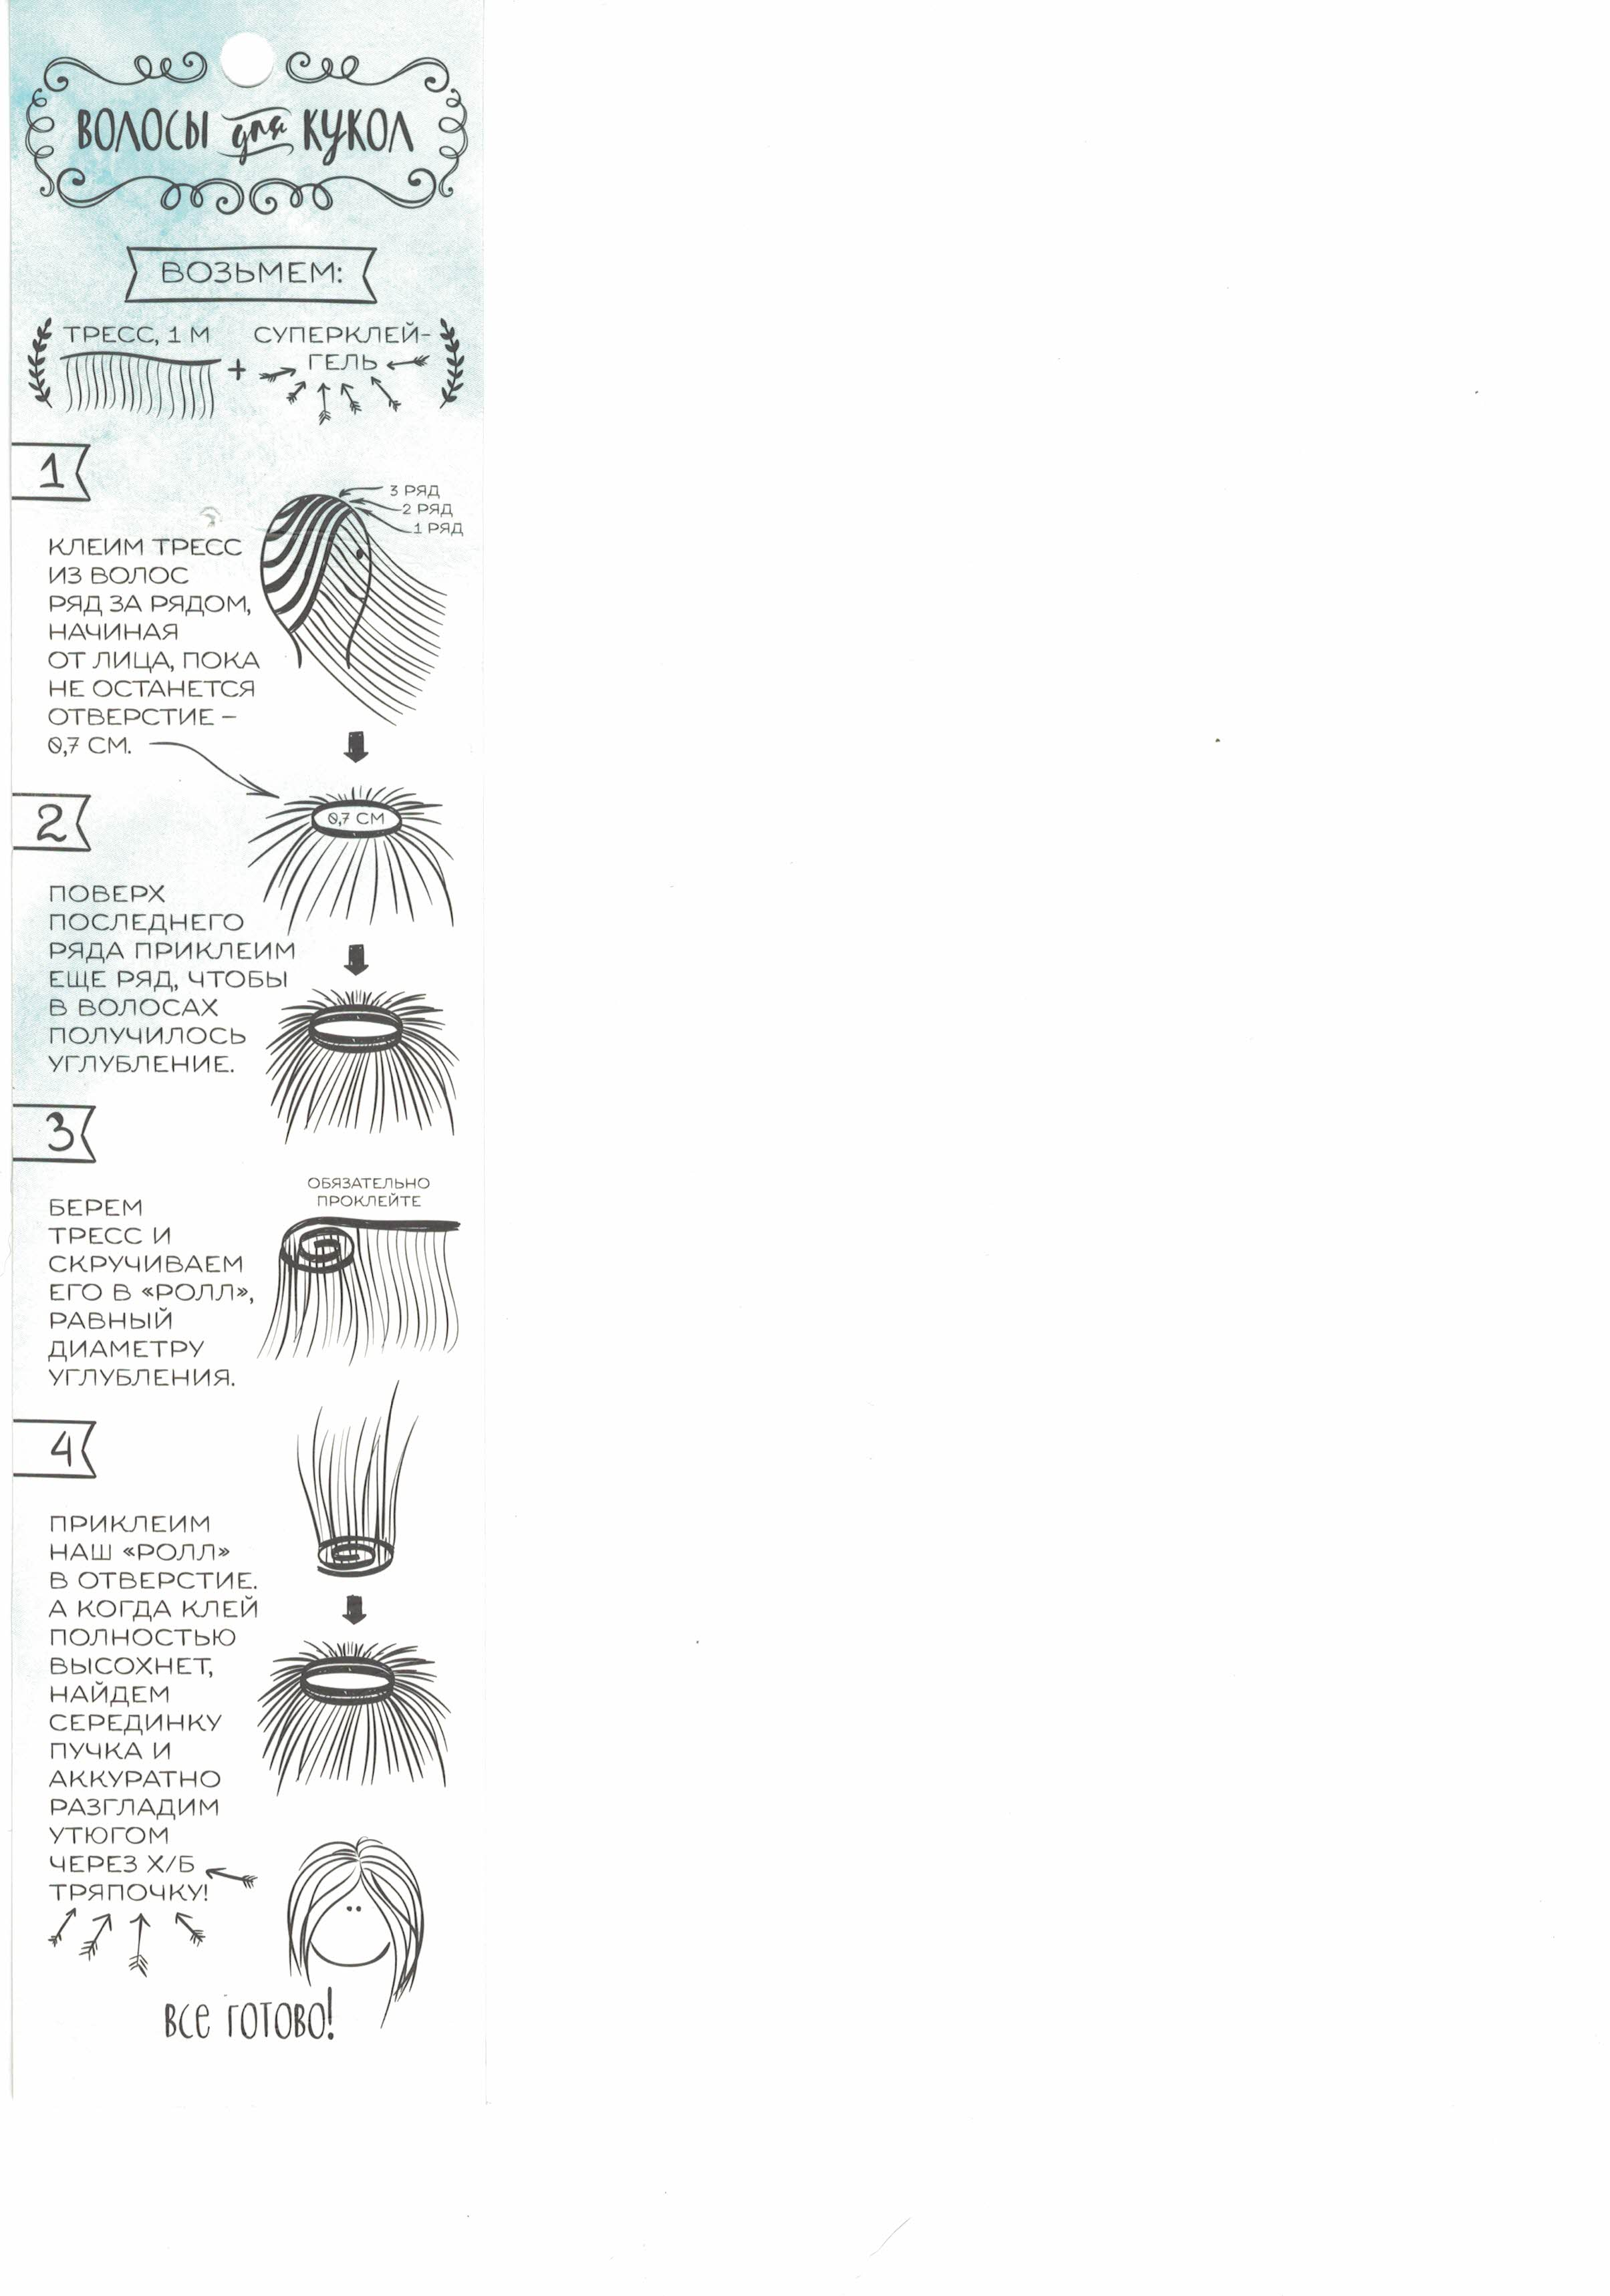 ВОЛОСЫ для КУКОЛ
ВОЗЬМЕМ:
ТРЕСС, 1 М
+
СУПЕРКЛЕЙ-
ГЕЛЬ
1
3 РЯД
2 РЯД
1 РЯД
КЛЕИМ ТРЕСС
ИЗ ВОЛОС
РЯД ЗА РЯДОМ,
НАЧИНАЯ
ОТ ЛИЦА, ПОКА
НЕ ОСТАНЕТСЯ
ОТВЕРСТИЕ –
0,7 СМ.
0,7 СМ
2
ПОВЕРХ
ПОСЛЕДНЕГО
РЯДА ПРИКЛЕИМ
ЕЩЕ РЯД, ЧТОБЫ
В ВОЛОСАХ
ПОЛУЧИЛОСЬ
УГЛУБЛЕНИЕ.
3
ОБЯЗАТЕЛЬНО
ПРОКЛЕЙТЕ
БЕРЕМ
ТРЕСС И
СКРУЧИВАЕМ
ЕГО В «РОЛЛ»,
РАВНЫЙ
ДИАМЕТРУ
УГЛУБЛЕНИЯ.
4
ПРИКЛЕИМ
НАШ «РОЛЛ»
В ОТВЕРСТИЕ.
А КОГДА КЛЕЙ
ПОЛНОСТЬЮ
ВЫСОХНЕТ,
НАЙДЕМ
СЕРЕДИНКУ
ПУЧКА И
АККУРАТНО
РАЗГЛАДИМ
УТЮГОМ
ЧЕРЕЗ Х/Б
ТРЯПОЧКУ!
ВСЕ ГОТОВО!